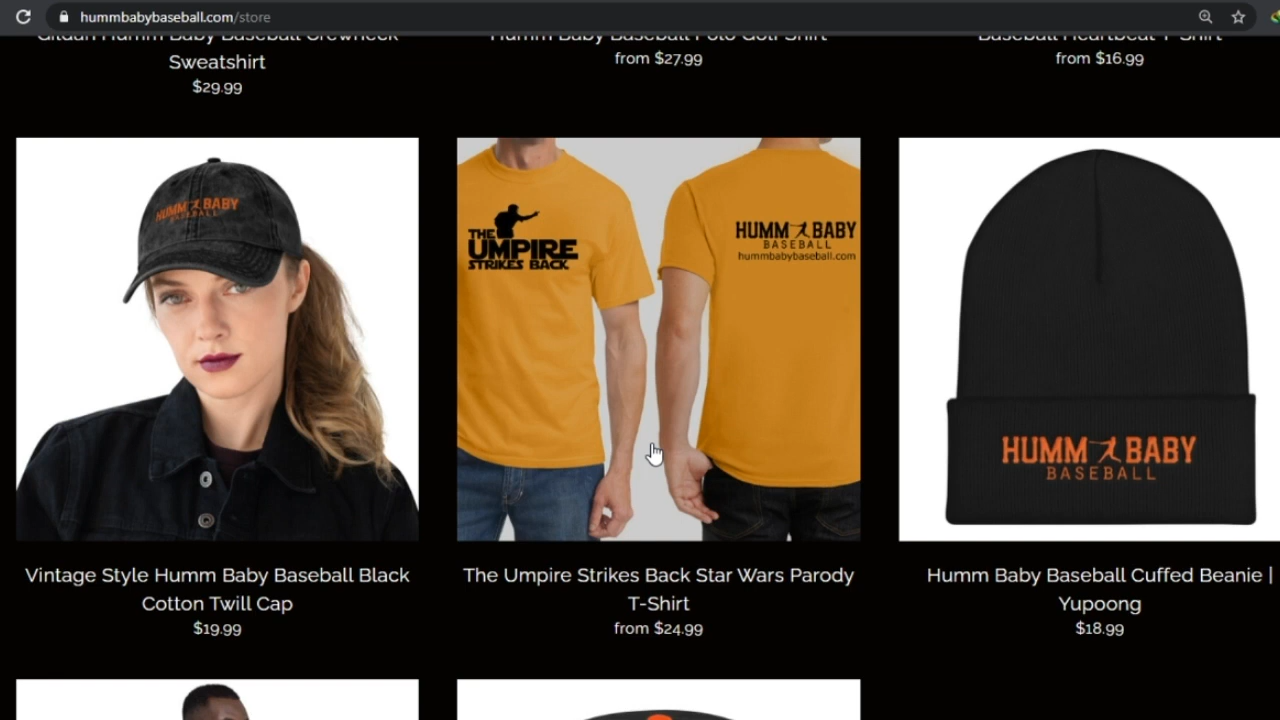 hummbabybaseball.com/store
Gildan Humm Baby Baseball Crewneck
Sweatshirt
$29.99
Humm Baby Baseball Polo Golf Shirt
from $27.99
Baseball Heartbeat T-Shirt
from $16.99
HUMM BABY
BASEBALL
THE
UMPIRE
STRIKES BACK
HUMM BABY
BASEBALL
hummbabybaseball.com
HUMM BABY
BASEBALL
Vintage Style Humm Baby Baseball Black
Cotton Twill Cap
$19.99
The Umpire Strikes Back Star Wars Parody
T-Shirt
from $24.99
Humm Baby Baseball Cuffed Beanie |
Yupoong
$18.99